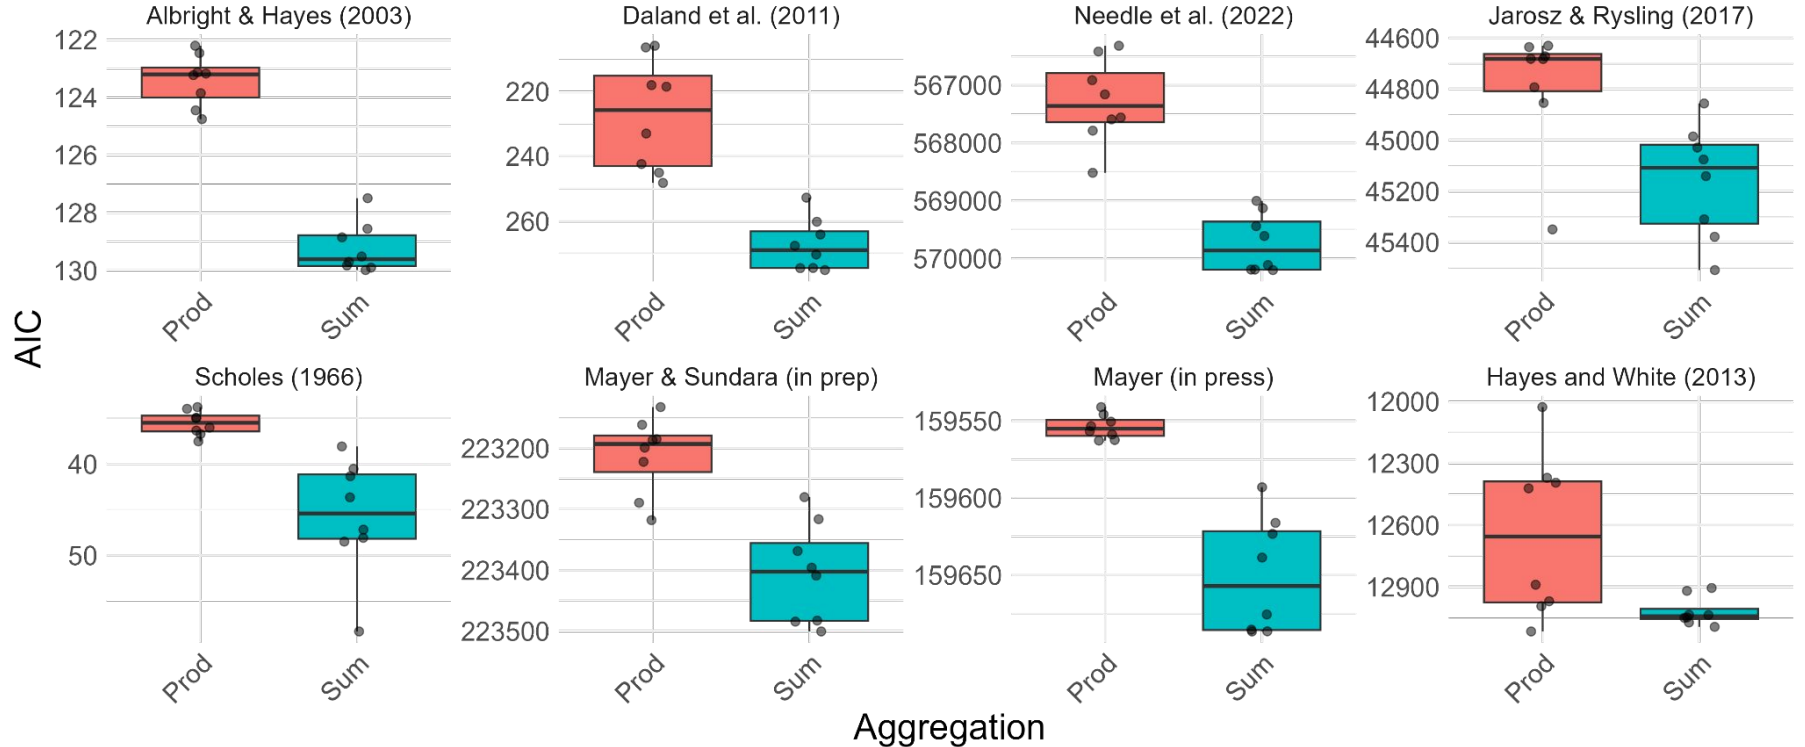 Albright & Hayes (2003)
Daland et al. (2011)
Needle et al. (2022)
Jarosz & Rysling (2017)
122
124
126
128
130
220
240
260
567000
568000
569000
570000
44600
44800
45000
45200
45400
Prod
Sum
Prod
Sum
Prod
Sum
Prod
Sum
AIC
Scholes (1966)
Mayer & Sundara (in prep)
Mayer (in press)
Hayes and White (2013)
40
50
223200
223300
223400
223500
159550
159600
159650
12000
12300
12600
12900
Prod
Sum
Prod
Sum
Prod
Sum
Prod
Sum
Aggregation